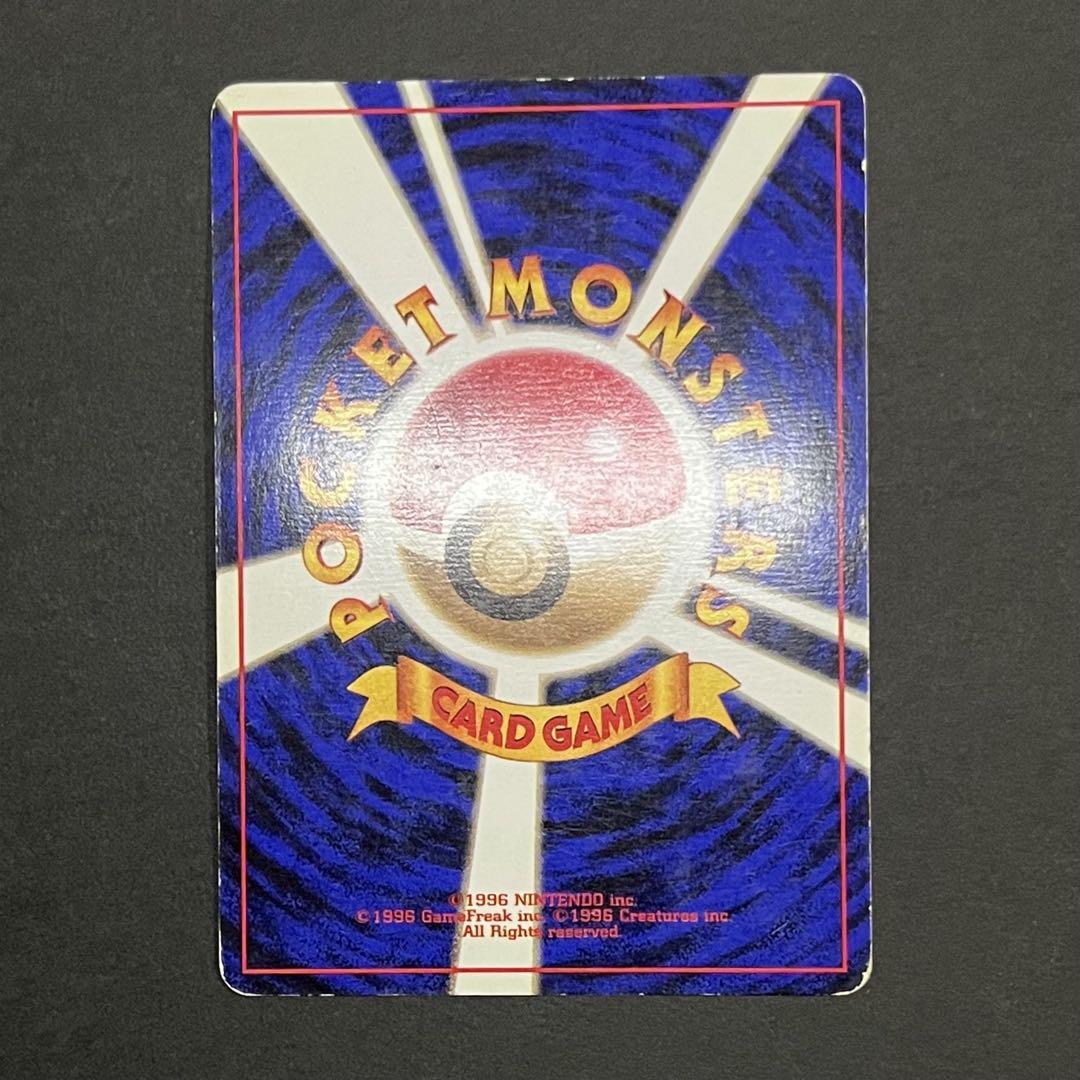 POCKET MONSTERS
CARD GAME
©1996 NINTENDO inc.
©1996 GameFreak inc. ©1996 Creatures inc.
All Rights reserved.